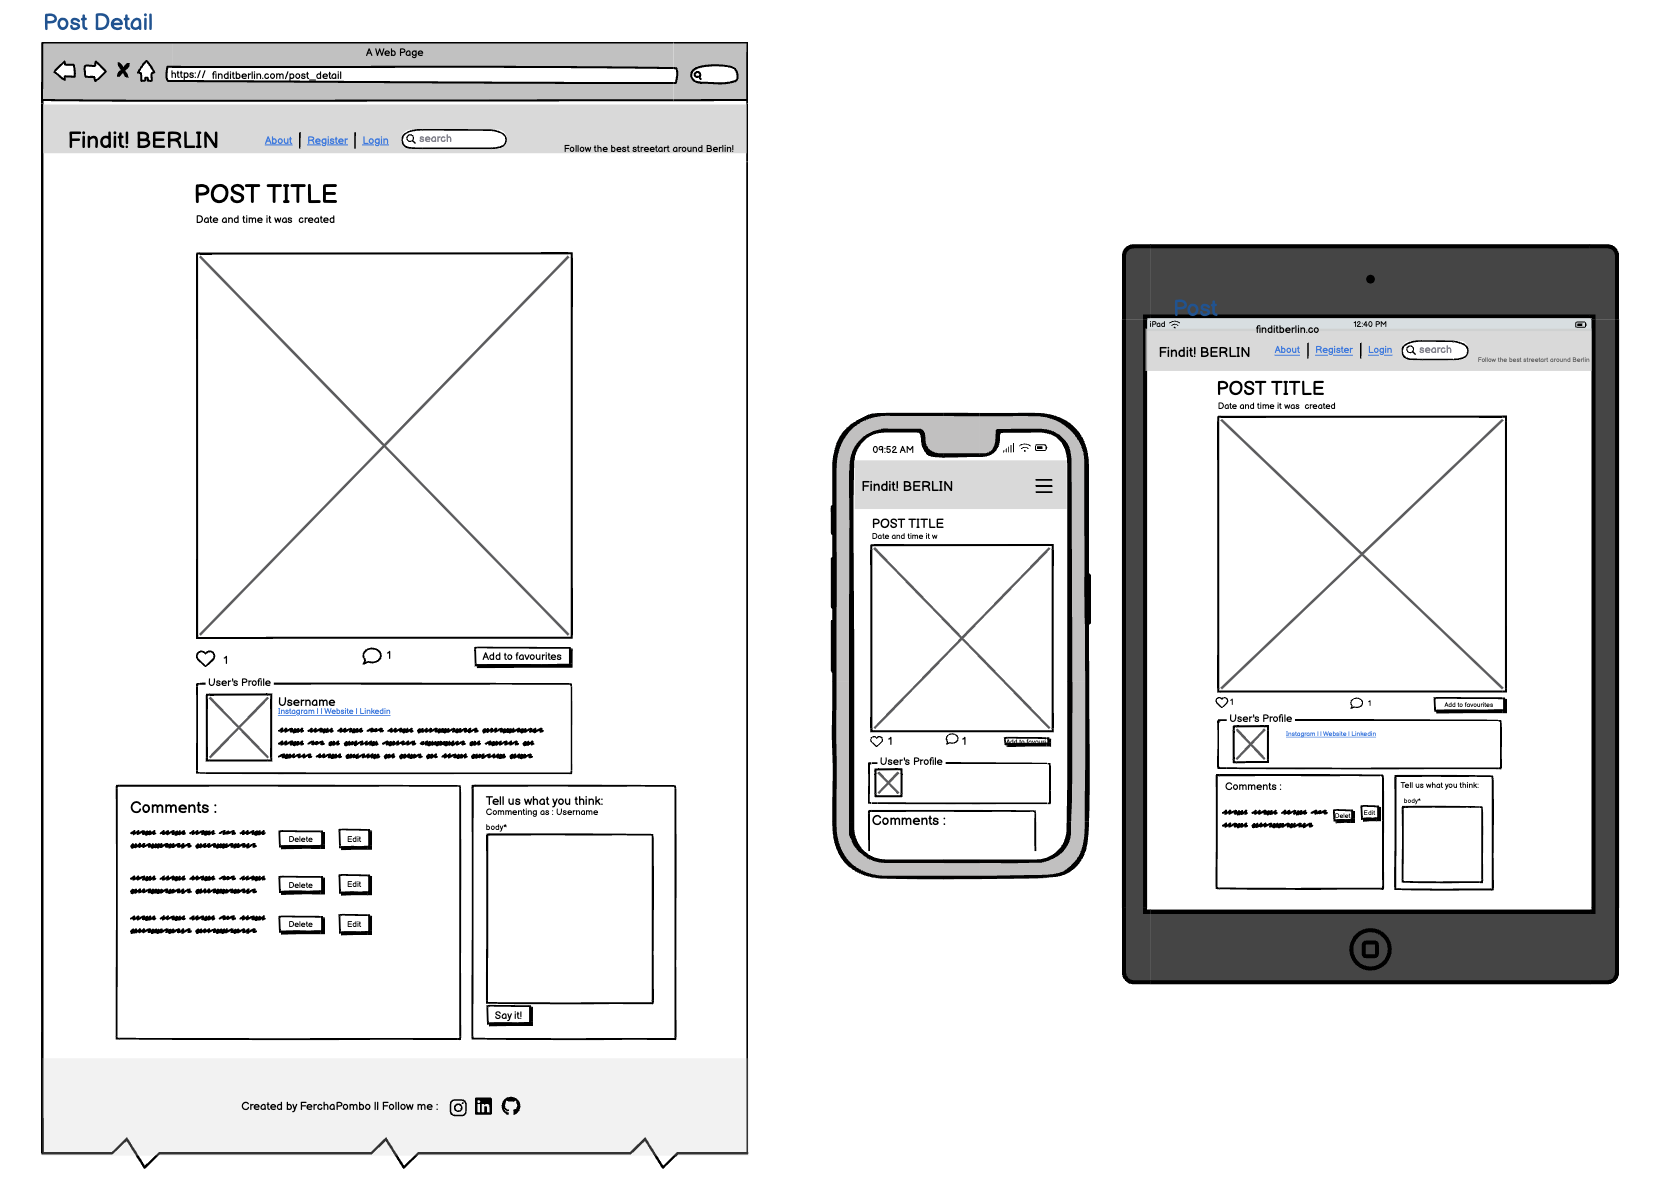 Post Detail
A Web Page
https:// finditberlin.com/post_detail
Findit! BERLIN
About | Register | Login
search
Follow the best streetart around Berlin!
POST TITLE
Date and time it was created
1
1
Add to favourites
User's Profile
Username
Instagram I I Website I Linkedin
Comments :
Delete
Edit
Delete
Edit
Delete
Edit
Tell us what you think:
Commenting as : Username
body*
Say it!
Created by FerchaPombo II Follow me :
09:52 AM
Findit! BERLIN
POST TITLE
Date and time it w
1
1
Add to favouri
User's Profile
Comments :
Post
iPad
finditberlin.co
12:40 PM
Findit! BERLIN
About | Register | Login
search
Follow the best streetart around Berlin
POST TITLE
Date and time it was created
1
1
Add to favourites
User's Profile
Instagram I I Website I Linkedin
Comments :
Delet
Edit
Tell us what you think:
body*